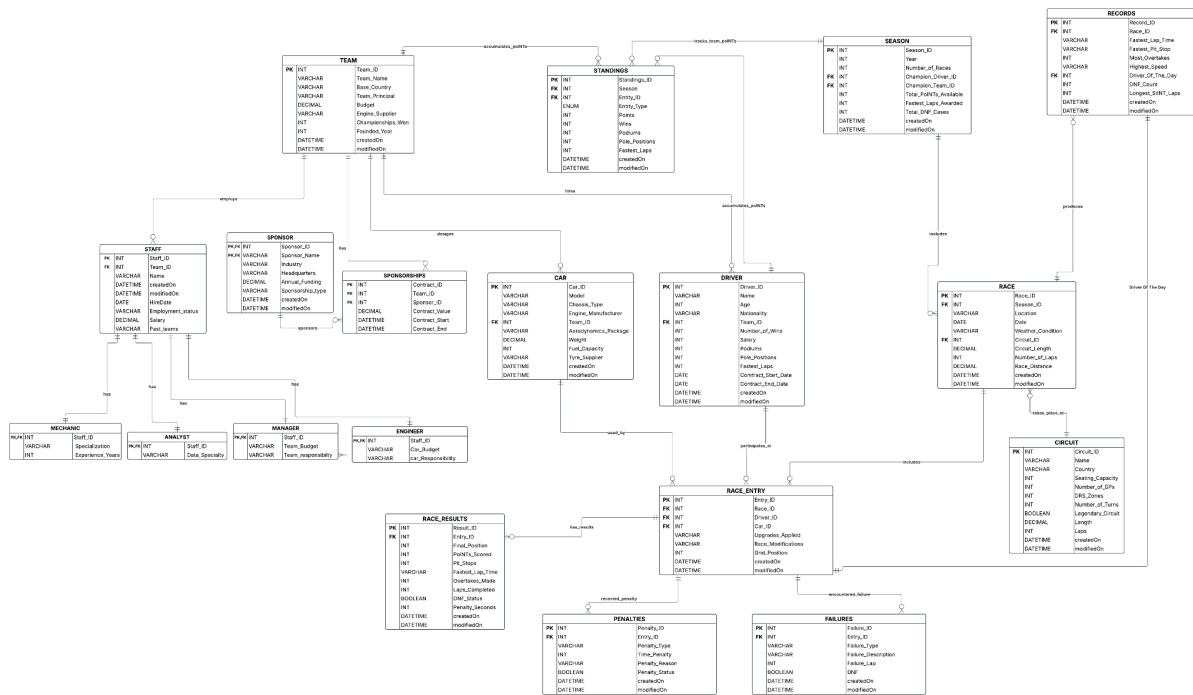 RECORDS
PK INT Record_ID
FK INT Race_ID
VARCHAR Fastest_Lap_Time
VARCHAR Fastest_Pit_Stop
INT Most_Overtakes
VARCHAR Highest_Speed
FK INT Driver_Of_The_Day
INT DNF_Count
INT Longest_StINT_Laps
DATETIME createdOn
DATETIME modifiedOn
SEASON
PK INT Season_ID
INT Year
INT Number_of_Races
FK INT Champion_Driver_ID
FK INT Champion_Team_ID
INT Total_PoINTs_Available
INT Fastest_Laps_Awarded
INT Total_DNF_Cases
DATETIME createdOn
DATETIME modifiedOn
accumulates_poINTs
tracks_team_poINTs
TEAM
PK INT Team_ID
VARCHAR Team_Name
VARCHAR Base_Country
VARCHAR Team_Principal
DECIMAL Budget
VARCHAR Engine_Supplier
INT Championships_Won
INT Founded_Year
DATETIME createdOn
DATETIME modifiedOn
STANDINGS
PK INT Standings_ID
FK INT Season
FK INT Entity_ID
ENUM Entity_Type
INT Points
INT Wins
INT Podiums
INT Pole_Positions
INT Fastest_Laps
DATETIME createdOn
DATETIME modifiedOn
employs
has
designs
hires
accumulates_poINTs
includes
produces
Driver Of The Day
STAFF
PK INT Staff_ID
FK INT Team_ID
VARCHAR Name
DATETIME createdOn
DATETIME modifiedOn
DATE HireDate
VARCHAR Employment_status
DECIMAL Salary
VARCHAR Past_teams
SPONSOR
PK,FK INT Sponsor_ID
PK,FK VARCHAR Sponsor_Name
VARCHAR Industry
VARCHAR Headquarters
DECIMAL Annual_Funding
VARCHAR Sponsorship_type
DATETIME createdOn
DATETIME modifiedOn
sponsors
SPONSORSHIPS
PK INT Contract_ID
FK INT Team_ID
FK INT Sponsor_ID
DECIMAL Contract_Value
DATETIME Contract_Start
DATETIME Contract_End
CAR
PK INT Car_ID
VARCHAR Model
VARCHAR Chassis_Type
VARCHAR Engine_Manufacturer
FK INT Team_ID
VARCHAR Aerodynamics_Package
DECIMAL Weight
INT Fuel_Capacity
VARCHAR Tyre_Supplier
DATETIME createdOn
DATETIME modifiedOn
DRIVER
PK INT Driver_ID
VARCHAR Name
INT Age
VARCHAR Nationality
FK INT Team_ID
INT Number_of_Wins
INT Salary
INT Podiums
INT Pole_Positions
INT Fastest_Laps
DATE Comtract_Start_Date
DATE Contract_End_Date
DATETIME createdOn
DATETIME modifiedOn
RACE
PK INT Race_ID
FK INT Season_ID
VARCHAR Location
DATE Date
VARCHAR Weather_Condition
FK INT Circuit_ID
DECIMAL Circuit_Length
INT Number_of_Laps
DECIMAL Race_Distance
DATETIME createdOn
DATETIME modifiedOn
has
has
has
has
MECHANIC
PK,FK INT Staff_ID
VARCHAR Specialization
INT Experience_Years
ANALYST
PK,FK INT Staff_ID
VARCHAR Data_Specialty
MANAGER
PK,FK INT Staff_ID
VARCHAR Team_Budget
VARCHAR Team_responsiblity
ENGINEER
PK,FK INT Staff_ID
VARCHAR Car_Budget
VARCHAR car_Responsibility
used_by
participates_in
includes
takes_place_at
CIRCUIT
PK INT Circuit_ID
VARCHAR Name
VARCHAR Country
INT Seating_Capacity
INT Number_of_GPs
INT DRS_Zones
INT Number_of_Turns
BOOLEAN Legendary_Circuit
DECIMAL Length
INT Laps
DATETIME createdOn
DATETIME modifiedOn
RACE_ENTRY
PK INT Entry_ID
FK INT Race_ID
FK INT Driver_ID
FK INT Car_ID
VARCHAR Upgrades_Applied
VARCHAR Race_Modifications
INT Grid_Position
DATETIME createdOn
DATETIME modifiedOn
has_results
RACE_RESULTS
PK INT Result_ID
FK INT Entry_ID
INT Final_Position
INT PoINTs_Scored
INT Pit_Stops
VARCHAR Fastest_Lap_Time
INT Overtakes_Made
INT Laps_Completed
BOOLEAN DNF_Status
INT Penalty_Seconds
DATETIME createdOn
DATETIME modifiedOn
received_penalty
encountered_failure
PENALTIES
PK INT Penalty_ID
FK INT Entry_ID
VARCHAR Penalty_Type
INT Time_Penalty
VARCHAR Penalty_Reason
BOOLEAN Penalty_Status
DATETIME createdOn
DATETIME modifiedOn
FAILURES
PK INT Failure_ID
FK INT Entry_ID
VARCHAR Failure_Type
VARCHAR Failure_Description
INT Failure_Lap
BOOLEAN DNF
DATETIME createdOn
DATETIME modifiedOn